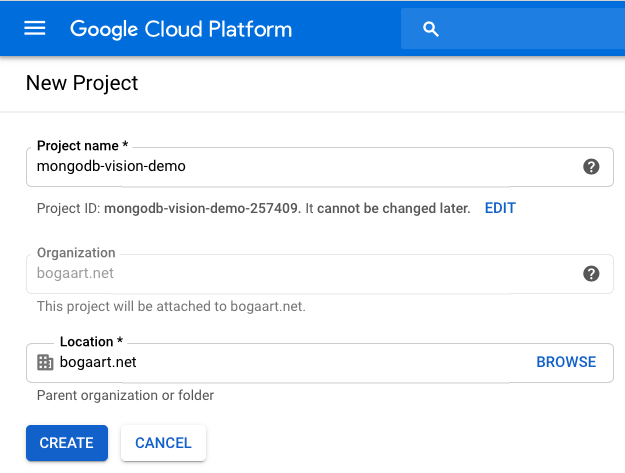 Google Cloud Platform
New Project
Project name *
mongodb-vision-demo
Project ID: mongodb-vision-demo-257409. It cannot be changed later. EDIT
Organization
bogaart.net
This project will be attached to bogaart.net.
Location *
bogaart.net BROWSE
Parent organization or folder
CREATE CANCEL